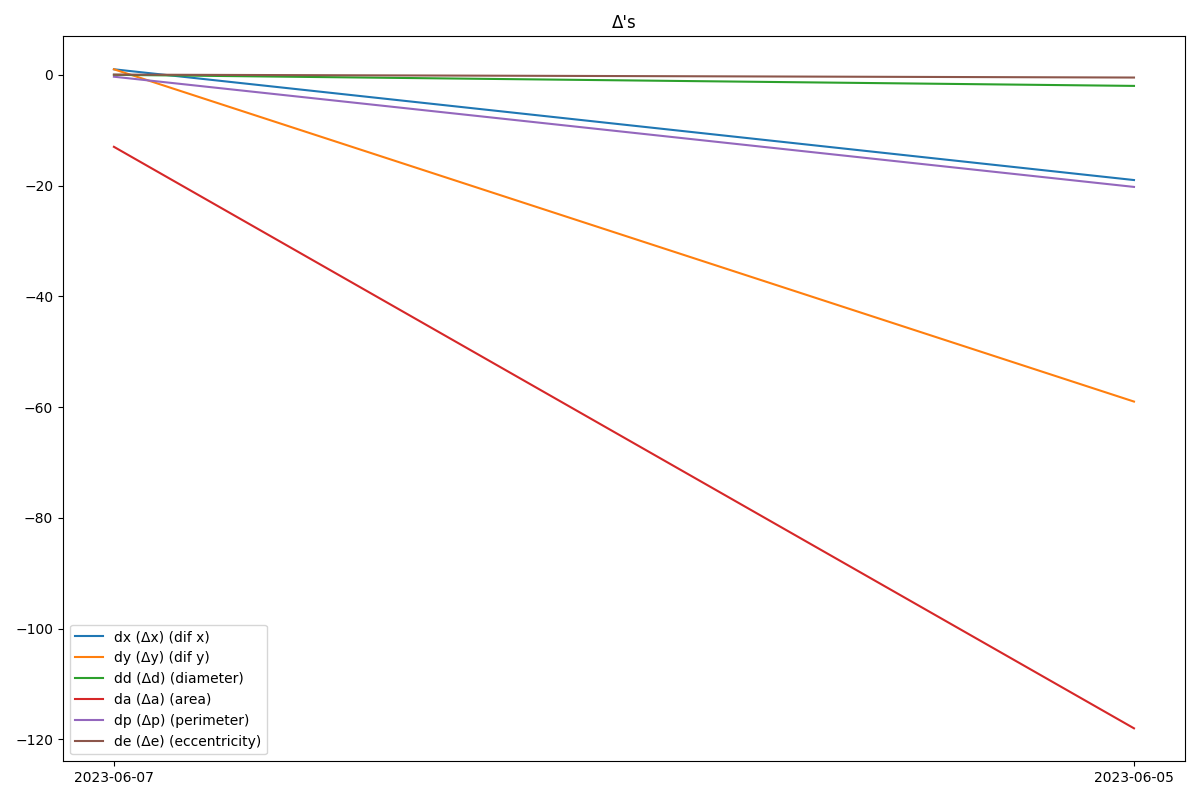 Δ's
0
−20
−40
−60
−80
−100
−120
dx (Δx) (dif x)
dy (Δy) (dif y)
dd (Δd) (diameter)
da (Δa) (area)
dp (Δp) (perimeter)
de (Δe) (eccentricity)
2023-06-07
2023-06-05